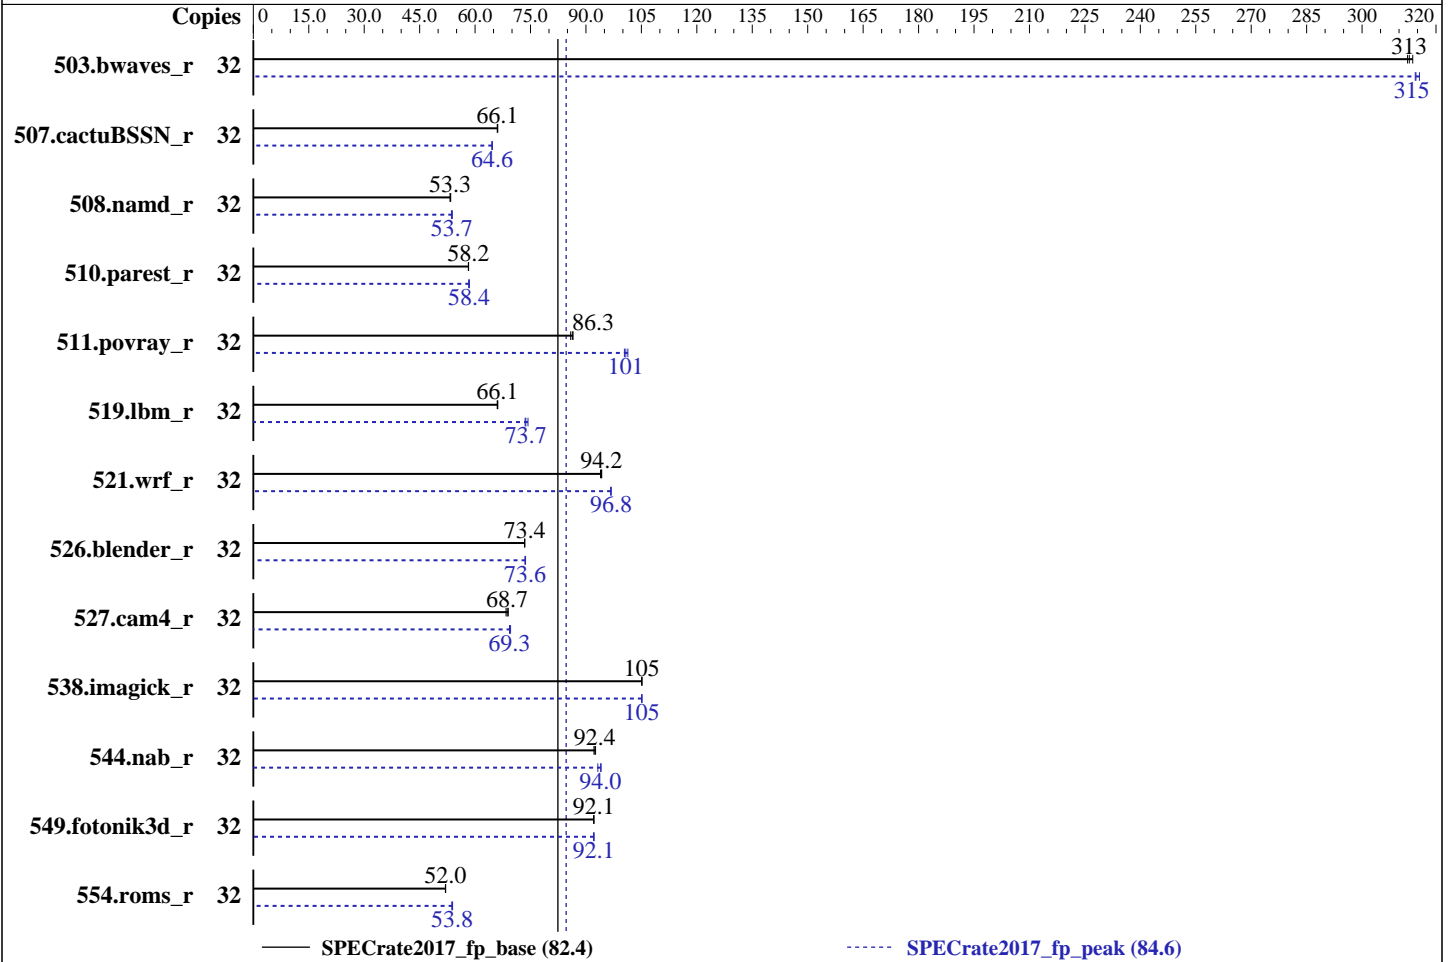 Copies 0 15.0 30.0 45.0 60.0 75.0 90.0 105 120 135 150 165 180 195 210 225 240 255 270 285 300 320
503.bwaves_r 32 313
315
507.cactuBSSN_r 32 66.1
64.6
508.namd_r 32 53.3
53.7
510.parest_r 32 58.2
58.4
511.povray_r 32 86.3
101
519.lbm_r 32 66.1
73.7
521.wrf_r 32 94.2
96.8
526.blender_r 32 73.4
73.6
527.cam4_r 32 68.7
69.3
538.imagick_r 32 105
105
544.nab_r 32 92.4
94.0
549.fotonik3d_r 32 92.1
92.1
554.roms_r 32 52.0
53.8
SPECrate2017_fp_base (82.4) SPECrate2017_fp_peak (84.6)